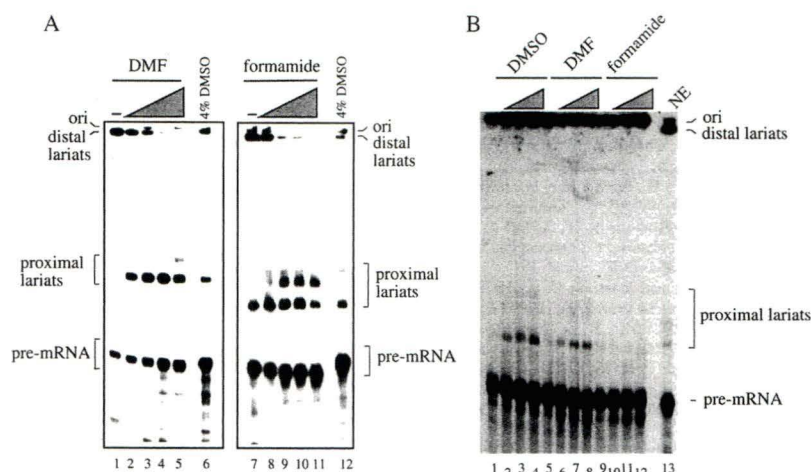 A
DMF
4% DMSO
formamide
4% DMSO
ori
distal
lariats
ori
distal
lariats
proximal
lariats
proximal
lariats
pre-mRNA
pre-mRNA
1 2 3 4 5 6
7 8 9 10 11 12
B
DMSO
DMF
formamide
NE
ori
distal lariats
proximal lariats
pre-mRNA
1 2 3 4 5 6 7 8 9 10 11 12 13